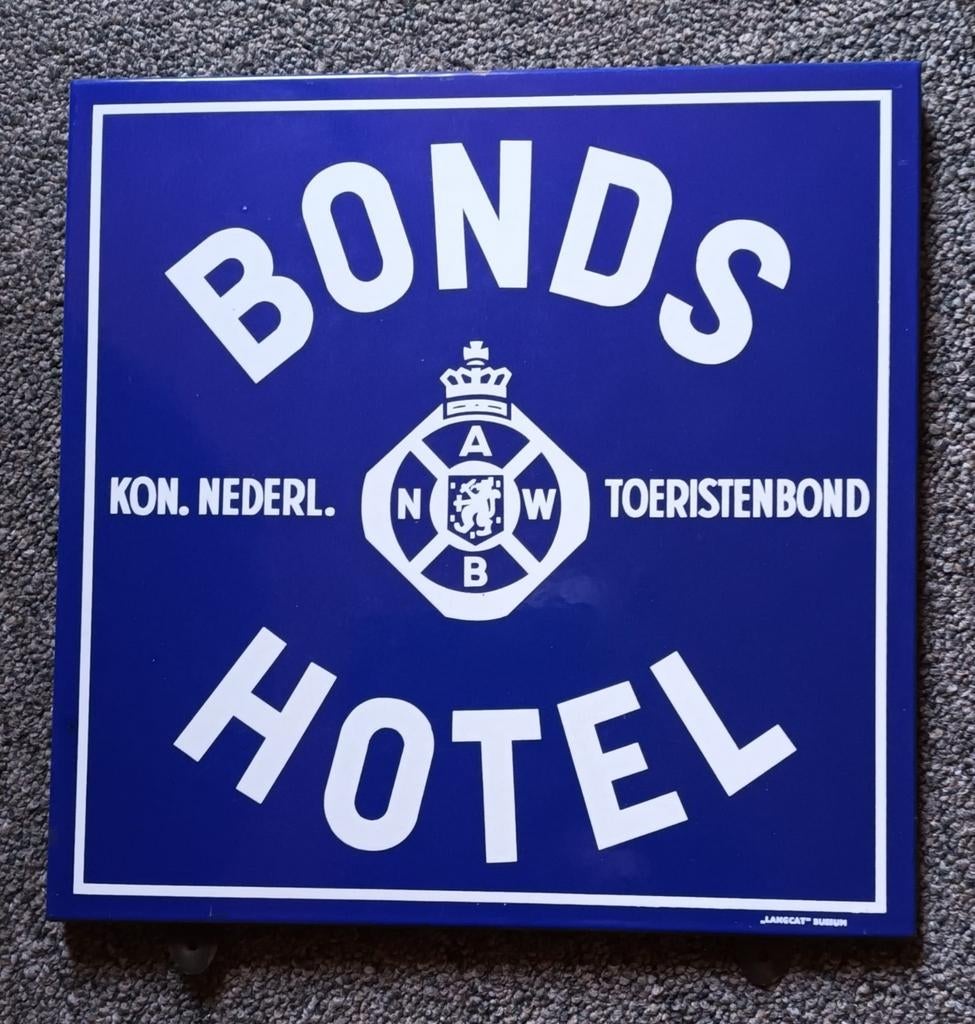 BONDS
KON. NEDERL. TOERISTENBOND
A
N W
B
HOTEL
„LANGCAT" BUSSUM